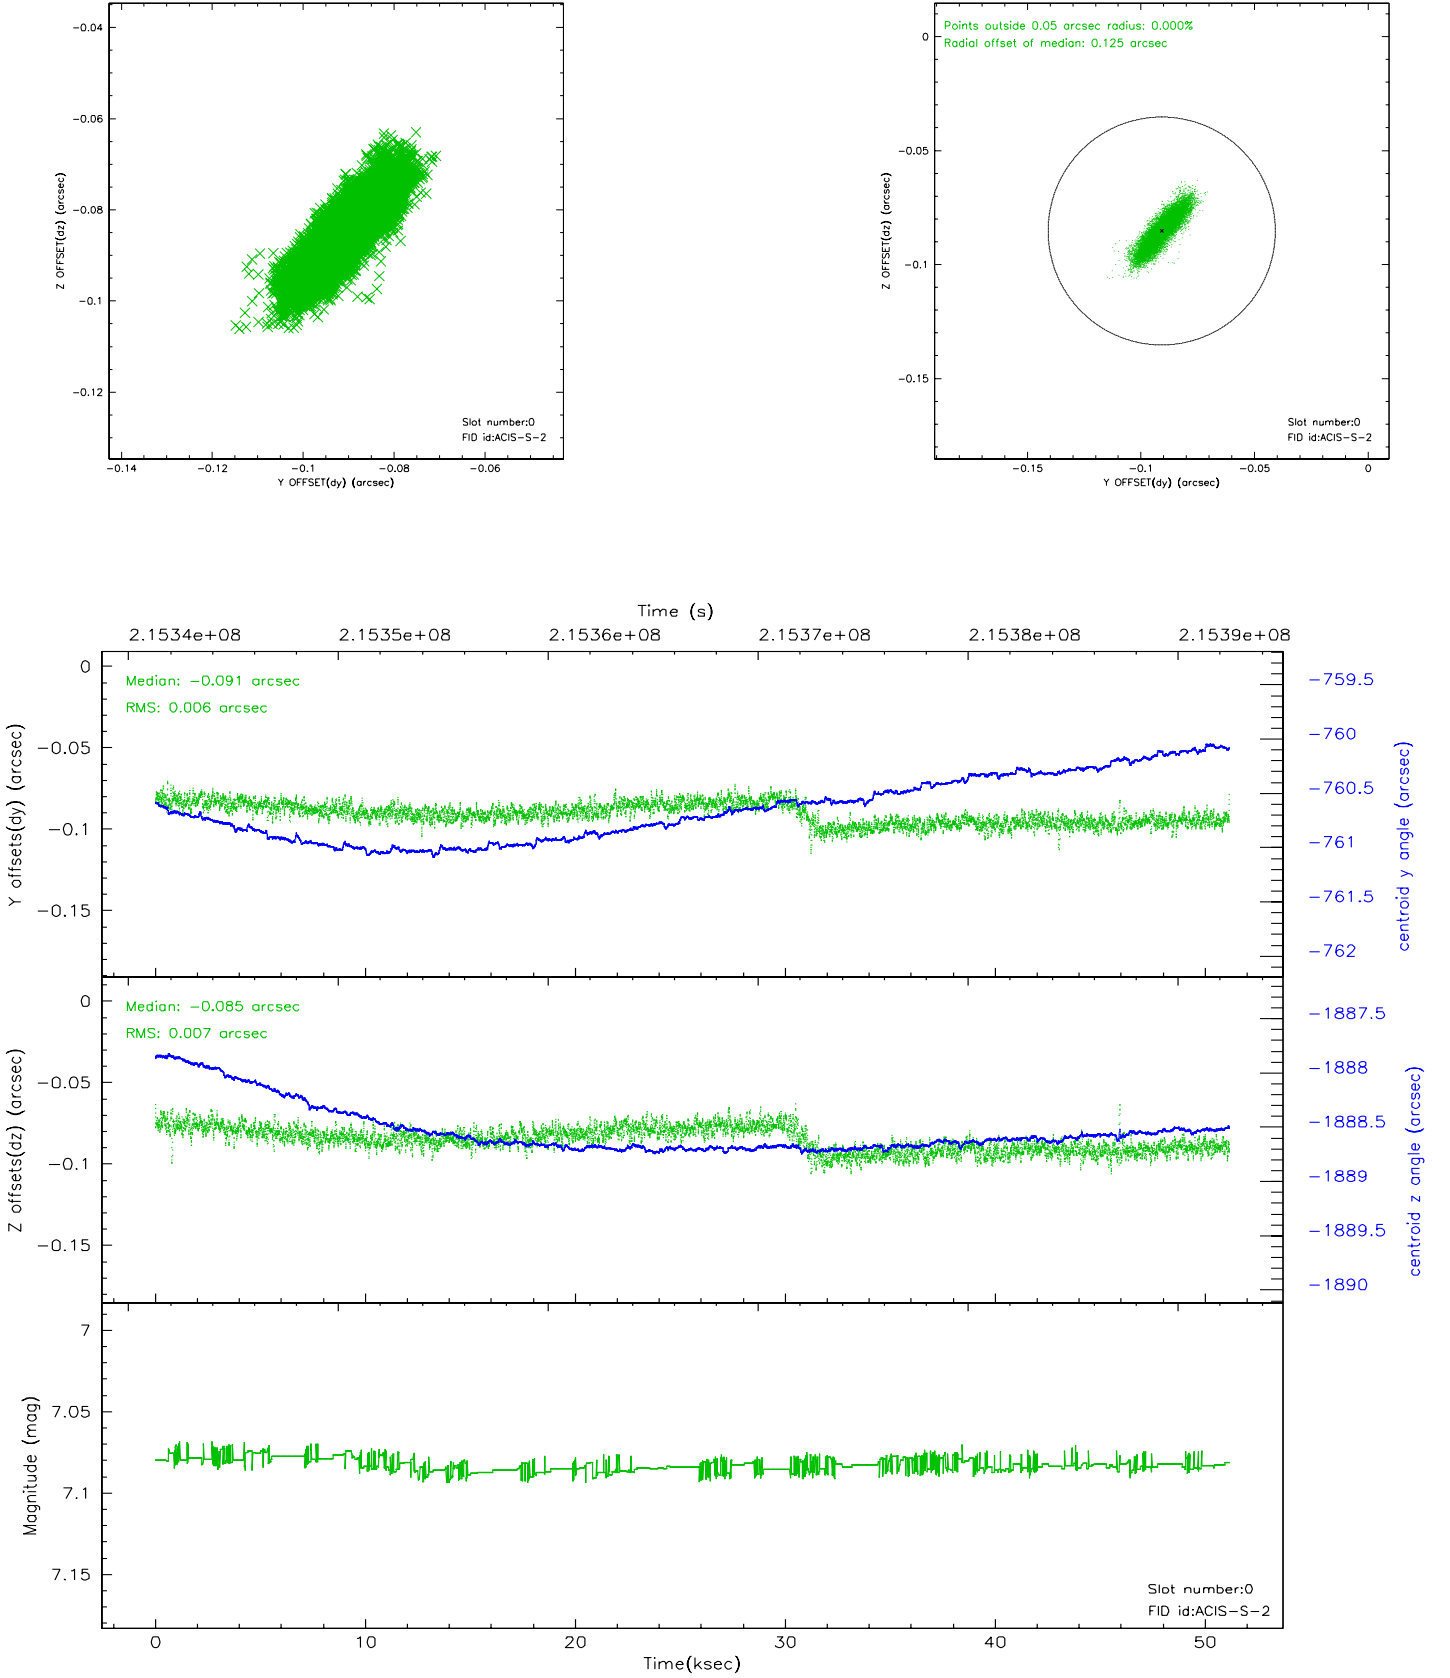 −0.04
−0.06
−0.08
−0.1
−0.12
Z OFFSET(dz) (arcsec)
Slot number:0
FID id:ACIS−S−2
−0.14 −0.12 −0.1 −0.08 −0.06
Y OFFSET(dy) (arcsec)
Points outside 0.05 arcsec radius: 0.000%
Radial offset of median: 0.125 arcsec
0
−0.05
−0.1
−0.15
Z OFFSET(dz) (arcsec)
Slot number:0
FID id:ACIS−S−2
−0.15 −0.1 −0.05 0
Y OFFSET(dy) (arcsec)
Time (s)
2.1534e+08 2.1535e+08 2.1536e+08 2.1537e+08 2.1538e+08 2.1539e+08
Median: −0.091 arcsec
RMS: 0.006 arcsec
0
−0.05
−0.1
−0.15
Y offsets(dy) (arcsec)
−759.5
−760
−760.5
−761
−761.5
−762
centroid y angle (arcsec)
Median: −0.085 arcsec
RMS: 0.007 arcsec
0
−0.05
−0.1
−0.15
Z offsets(dz) (arcsec)
−1887.5
−1888
−1888.5
−1889
−1889.5
−1890
centroid z angle (arcsec)
7
7.05
7.1
7.15
Magnitude (mag)
Slot number:0
FID id:ACIS−S−2
0 10 20 30 40 50
Time(ksec)